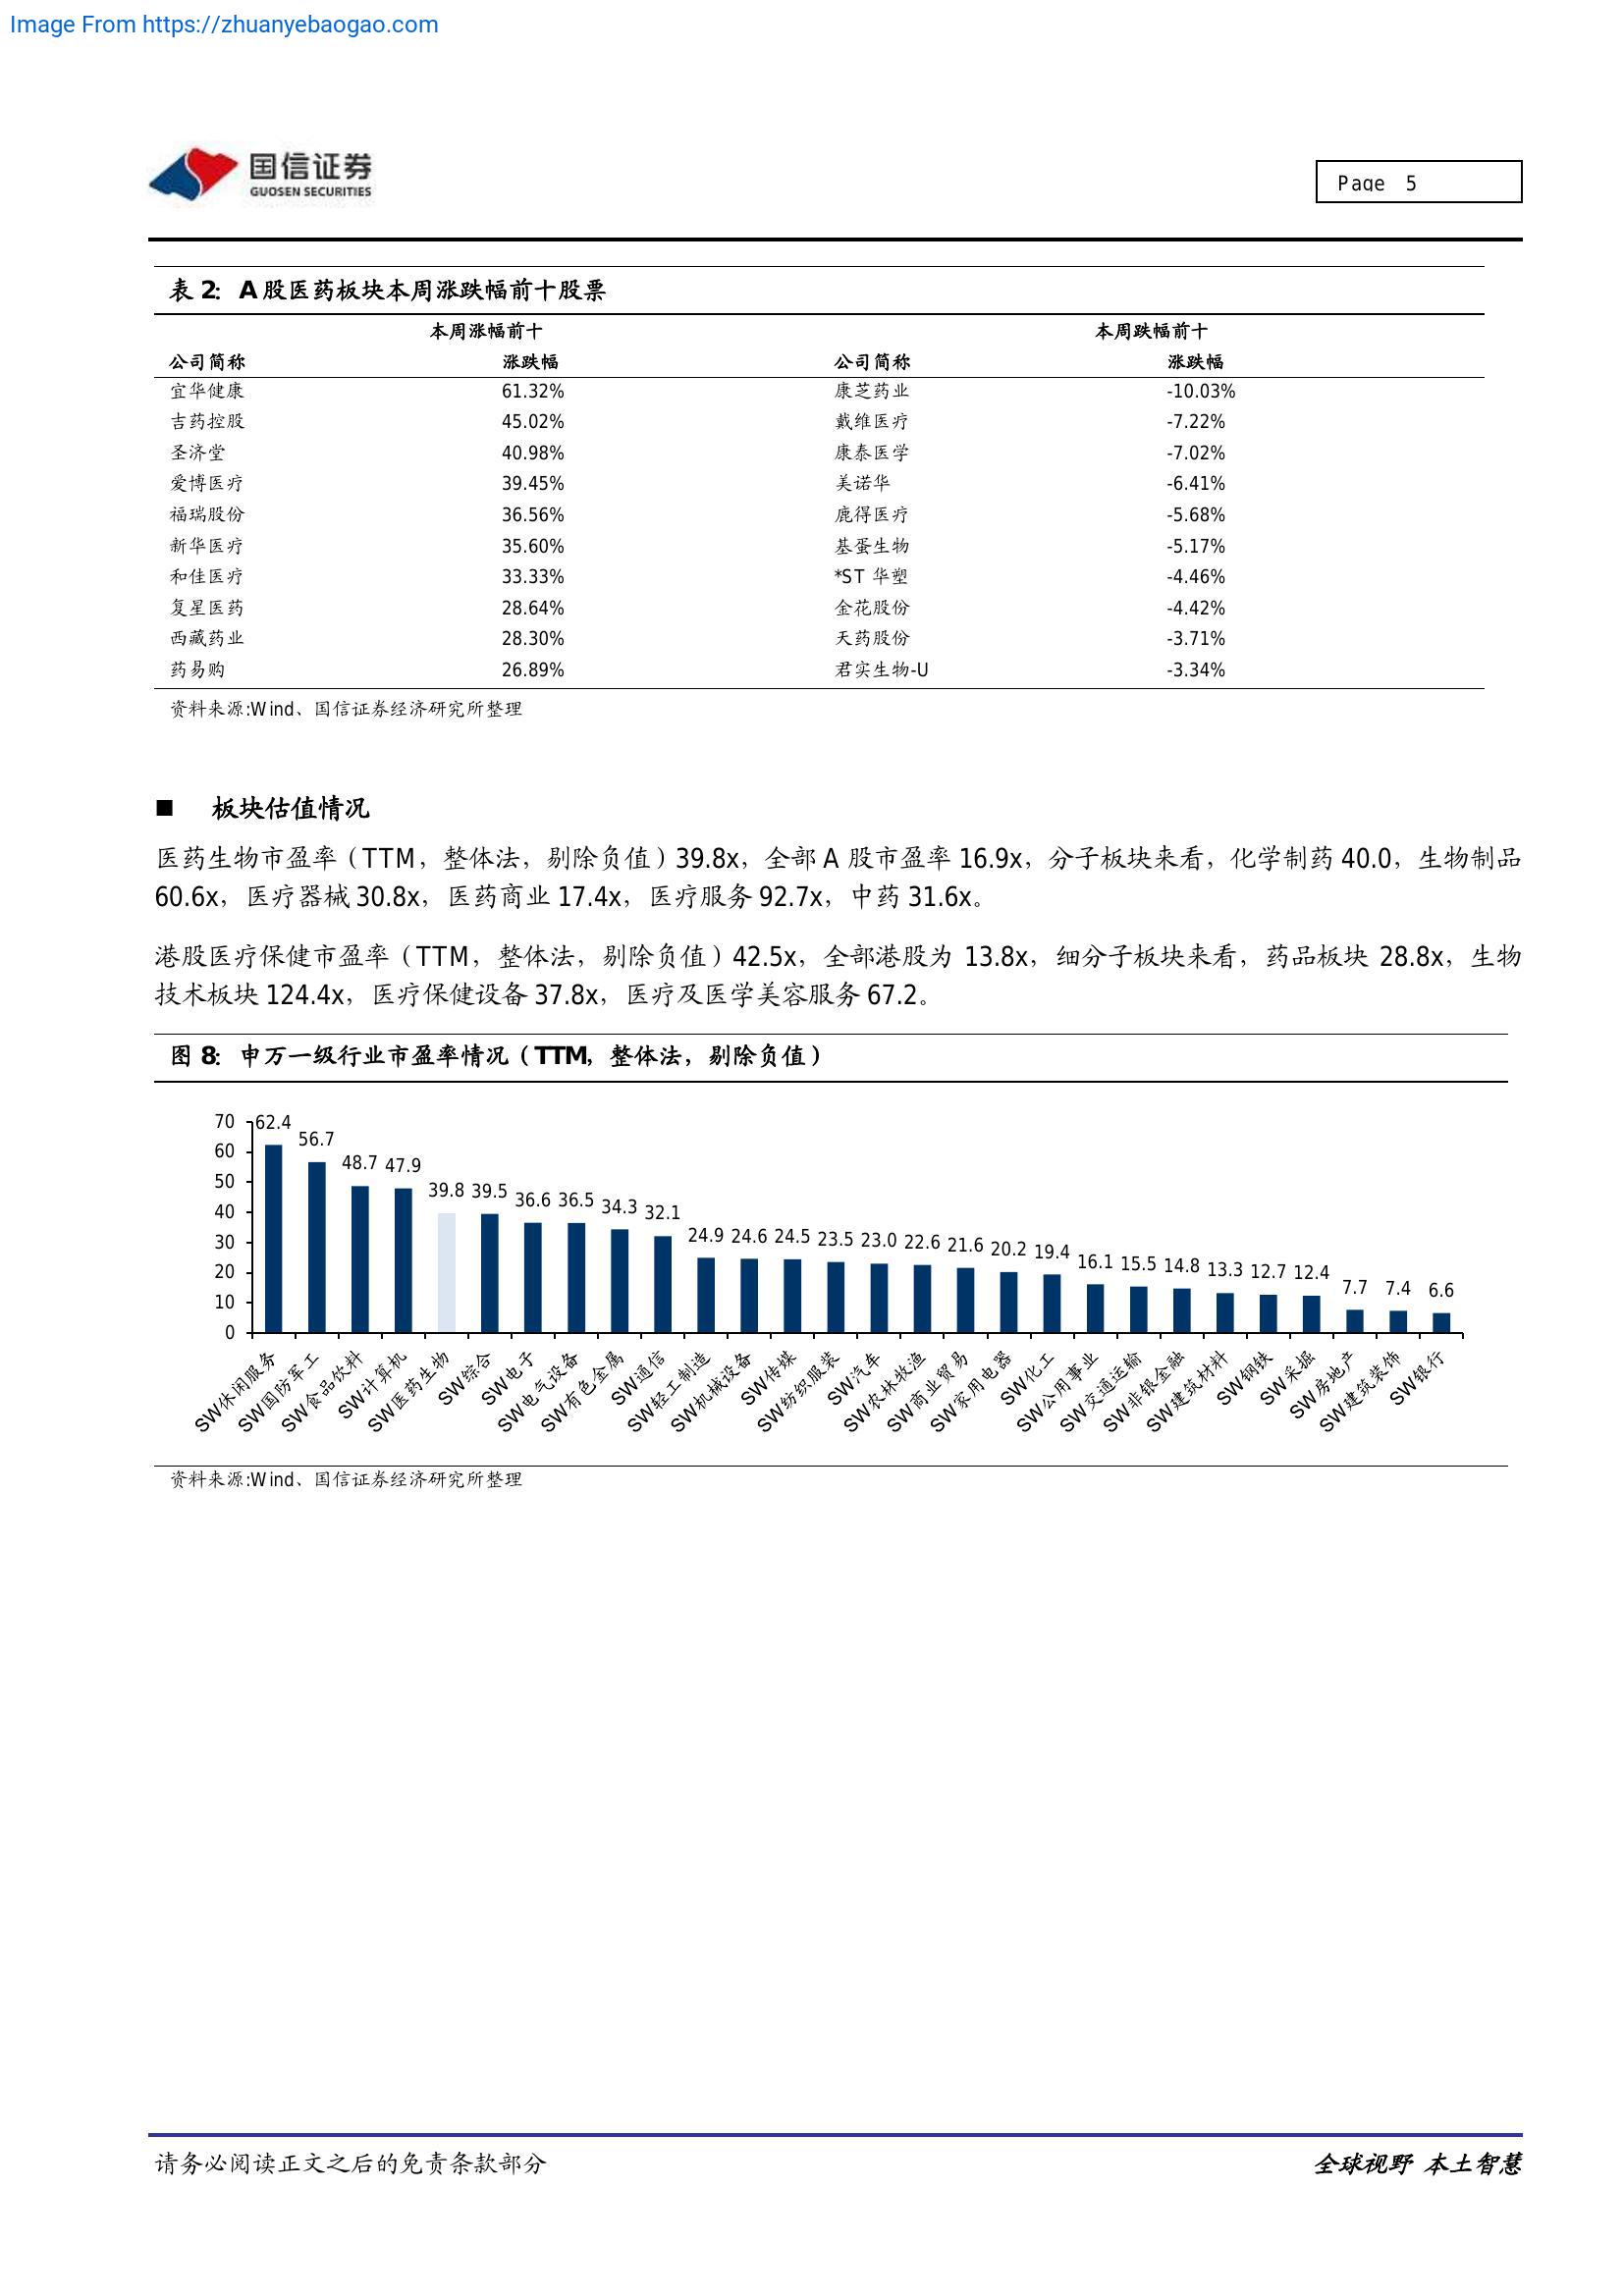 Image From https://zhuanyebaogao.com
国信证券
GUOSEN SECURITIES
Page 5
表 2: A 股医药板块本周涨跌幅前十股票
本周涨幅前十 本周跌幅前十
公司简称 涨跌幅 公司简称 涨跌幅
宜华健康 61.32% 康芝药业 -10.03%
吉药控股 45.02% 戴维医疗 -7.22%
圣济堂 40.98% 康泰医学 -7.02%
爱博医疗 39.45% 美诺华 -6.41%
福瑞股份 36.56% 鹿得医疗 -5.68%
新华医疗 35.60% 基蛋生物 -5.17%
和佳医疗 33.33% *ST 华塑 -4.46%
复星医药 28.64% 金花股份 -4.42%
西藏药业 28.30% 天药股份 -3.71%
药易购 26.89% 君实生物-U -3.34%
资料来源:Wind、国信证券经济研究所整理
■ 板块估值情况
医药生物市盈率（TTM，整体法，剔除负值）39.8x，全部 A 股市盈率 16.9x，分子板块来看，化学制药 40.0，生物制品
60.6x，医疗器械 30.8x，医药商业 17.4x，医疗服务 92.7x，中药 31.6x。
港股医疗保健市盈率（TTM，整体法，剔除负值）42.5x，全部港股为 13.8x，细分子板块来看，药品板块 28.8x，生物
技术板块 124.4x，医疗保健设备 37.8x，医疗及医学美容服务 67.2。
图 8: 申万一级行业市盈率情况（TTM，整体法，剔除负值）
70
60
50
40
30
20
10
0
62.4 56.7 48.7 47.9 39.8 39.5 36.6 36.5 34.3 32.1 24.9 24.6 24.5 23.5 23.0 22.6 21.6 20.2 19.4 16.1 15.5 14.8 13.3 12.7 12.4 7.7 7.4 6.6
SW休闲服务 SW国防军工 SW食品饮料 SW计算机 SW医药生物 SW综合 SW电子 SW电气设备 SW有色金属 SW通信 SW轻工制造 SW机械设备 SW传媒 SW纺织服装 SW汽车 SW农林牧渔 SW商业贸易 SW家用电器 SW化工 SW公用事业 SW交通运输 SW非银金融 SW建筑材料 SW钢铁 SW采掘 SW房地产 SW建筑装饰 SW银行
资料来源:Wind、国信证券经济研究所整理
请务必阅读正文之后的免责条款部分 全球视野 本土智慧